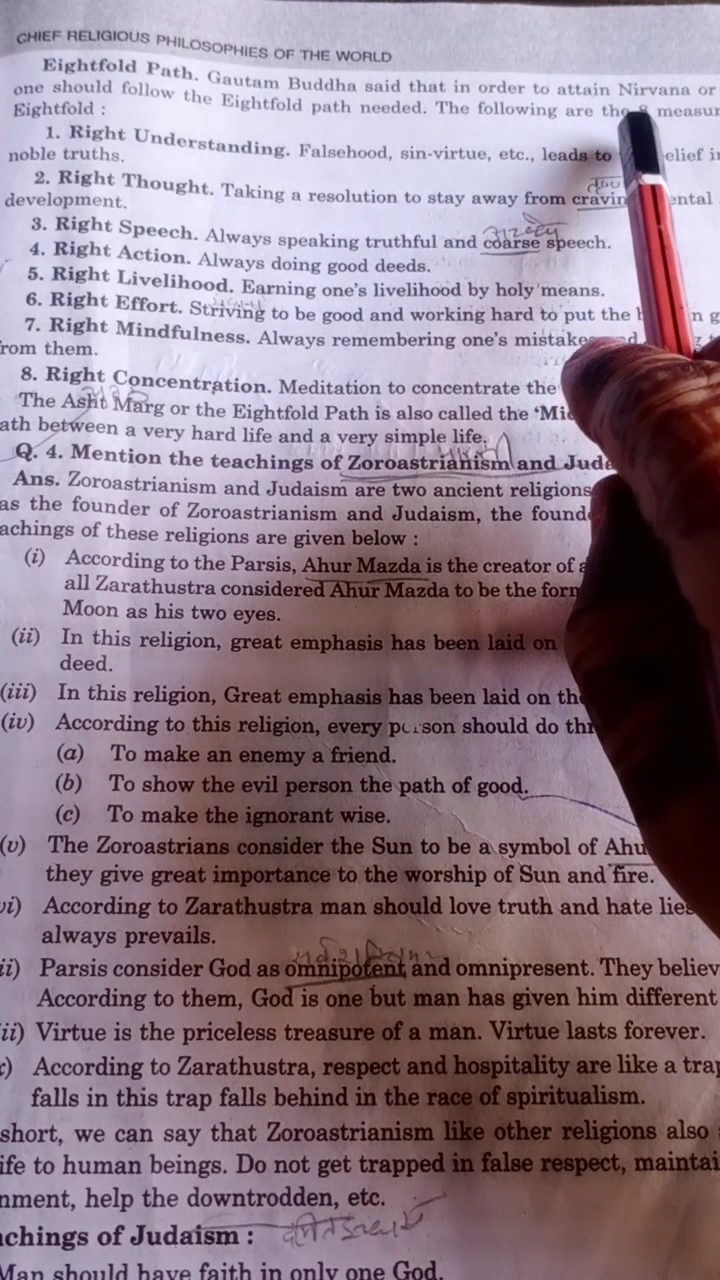 CHIEF RELIGIOUS PHILOSOPHIES OF THE WORLD
Eightfold Path. Gautam Buddha said that in order to attain Nirvana or
one should follow the Eightfold path needed. The following are the 8 measur
Eightfold :
1. Right Understanding. Falsehood, sin-virtue, etc., leads to elief in
noble truths.
2. Right Thought. Taking a resolution to stay away from cravin ental
development.
3. Right Speech. Always speaking truthful and coarse speech.
4. Right Action. Always doing good deeds.
5. Right Livelihood. Earning one's livelihood by holy means.
6. Right Effort. Striving to be good and working hard to put the
7. Right Mindfulness. Always remembering one's mistakes
rom them.
8. Right Concentration. Meditation to concentrate the
The Asht Marg or the Eightfold Path is also called the 'Mid
ath between a very hard life and a very simple life.
Q. 4. Mention the teachings of Zoroastrianism and Juda
Ans. Zoroastrianism and Judaism are two ancient religions
as the founder of Zoroastrianism and Judaism, the founde
achings of these religions are given below :
(i) According to the Parsis, Ahur Mazda is the creator of a
all Zarathustra considered Ahur Mazda to be the form
Moon as his two eyes.
(ii) In this religion, great emphasis has been laid on
deed.
(iii) In this religion, Great emphasis has been laid on the
(iv) According to this religion, every person should do thr
(a) To make an enemy a friend.
(b) To show the evil person the path of good.
(c) To make the ignorant wise.
(v) The Zoroastrians consider the Sun to be a symbol of Ahu
they give great importance to the worship of Sun and fire.
vi) According to Zarathustra man should love truth and hate lies
always prevails.
ii) Parsis consider God as omnipotent and omnipresent. They believ
According to them, God is one but man has given him different
ii) Virtue is the priceless treasure of a man. Virtue lasts forever.
) According to Zarathustra, respect and hospitality are like a trap
falls in this trap falls behind in the race of spiritualism.
short, we can say that Zoroastrianism like other religions also
ife to human beings. Do not get trapped in false respect, maintai
nment, help the downtrodden, etc.
achings of Judaism :
Man should have faith in only one God.